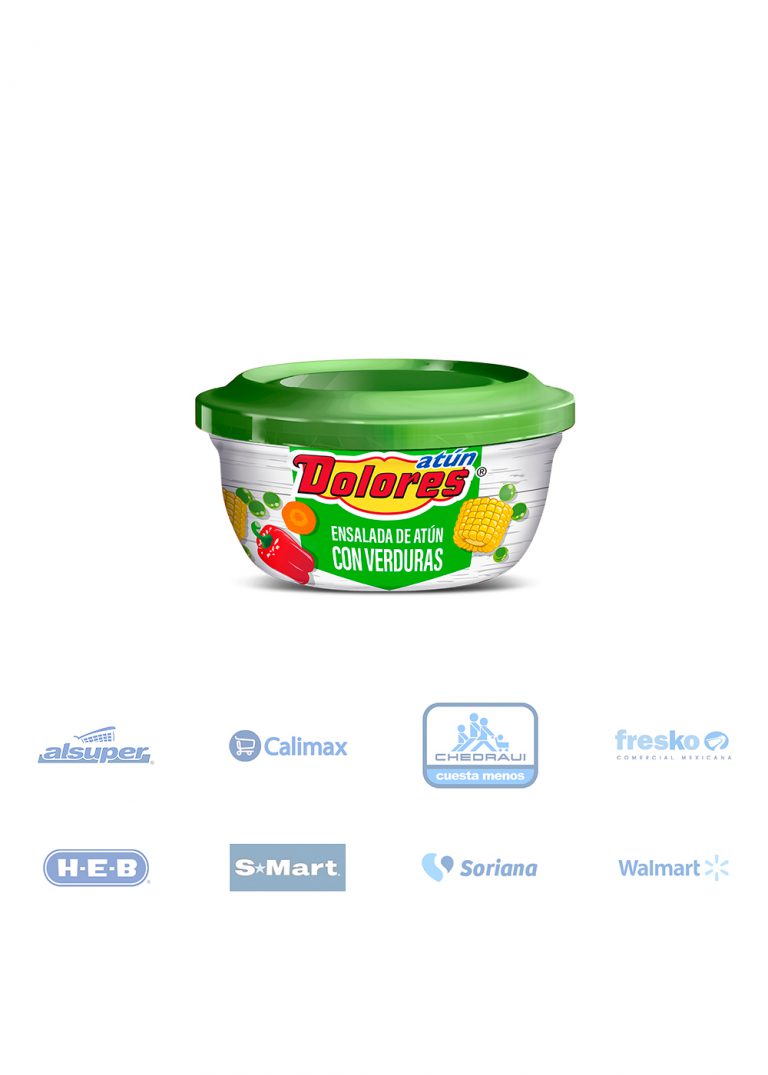 atún
Dolores®
ENSALADA DE ATÚN
CON VERDURAS
alsuper®
Calimax
CHEDRAUI
cuesta menos
fresko
COMERCIAL MEXICANA
H-E-B®
S★Mart
Soriana
Walmart